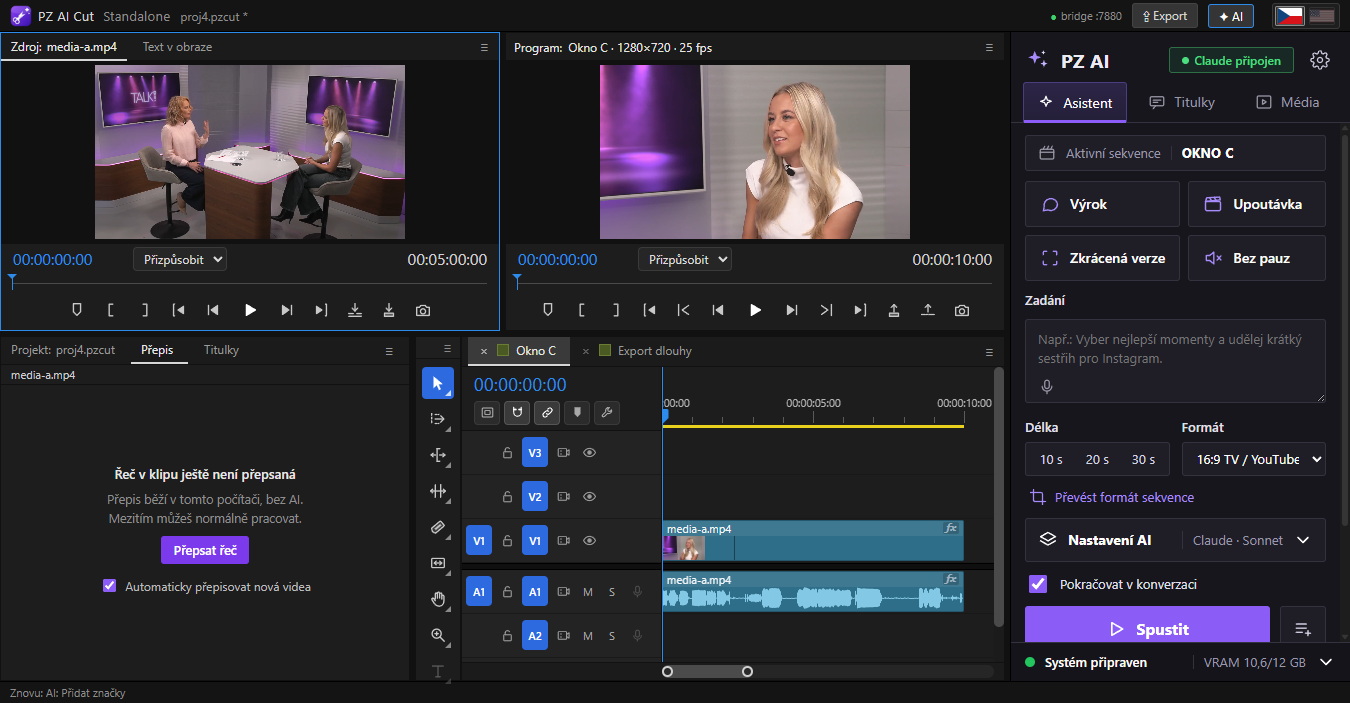 PZ AI Cut Standalone proj4.pzcut *
bridge :7880 Export AI
Zdroj: media-a.mp4 Text v obraze
TALK!
00:00:00:00 Přizpůsobit 00:05:00:00
Program: Okno C · 1280×720 · 25 fps
00:00:00:00 Přizpůsobit 00:00:10:00
Projekt: proj4.pzcut Přepis Titulky
media-a.mp4
Řeč v klipu ještě není přepsaná
Přepis běží v tomto počítači, bez AI.
Mezitím můžeš normálně pracovat.
Přepsat řeč
Automaticky přepisovat nová videa
× Okno C × Export dlouhy
00:00:00:00
:00:00 00:00:05:00 00:00:10:00
V3
V2
V1 V1
media-a.mp4 fx
A1 A1 M S
media-a.mp4 fx
A2 M S
PZ AI Claude připojen
Asistent Titulky Média
Aktivní sekvence OKNO C
Výrok Upoutávka
Zkrácená verze Bez pauz
Zadání
Např.: Vyber nejlepší momenty a udělej krátký
sestřih pro Instagram.
Délka Formát
10 s 20 s 30 s 16:9 TV / YouTube
Převést formát sekvence
Nastavení AI Claude · Sonnet
Pokračovat v konverzaci
Spustit
Systém připraven VRAM 10,6/12 GB
Znovu: AI: Přidat značky